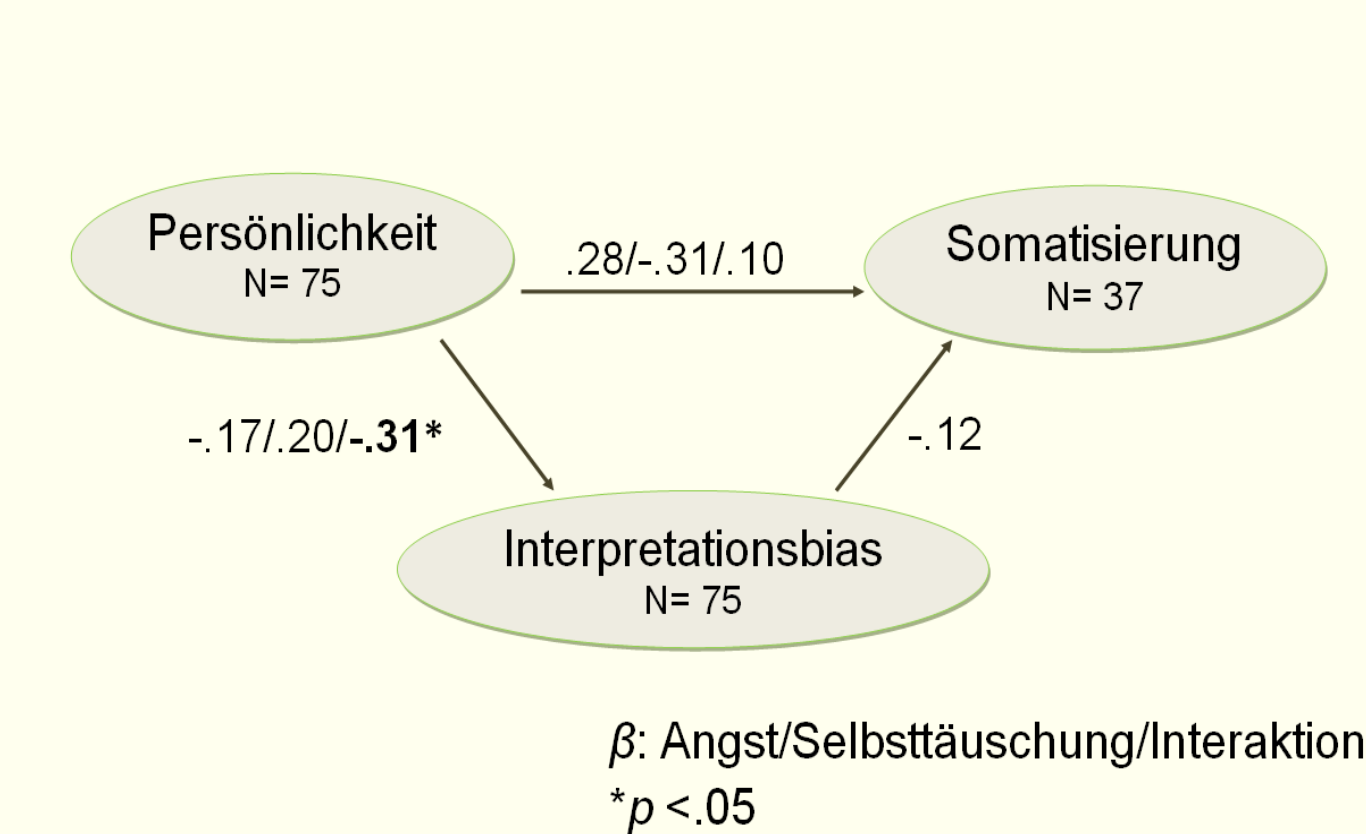 Persönlichkeit
N= 75
.28/-.31/.10
Somatisierung
N= 37
-.17/.20/-.31*
-.12
Interpretationsbias
N= 75
β: Angst/Selbsttäuschung/Interaktion
*p <.05